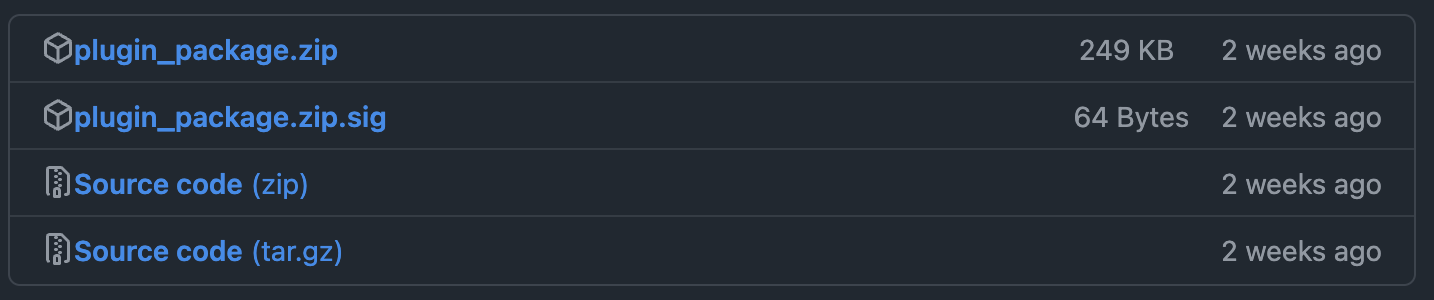 plugin_package.zip 249 KB 2 weeks ago
plugin_package.zip.sig 64 Bytes 2 weeks ago
Source code (zip) 2 weeks ago
Source code (tar.gz) 2 weeks ago